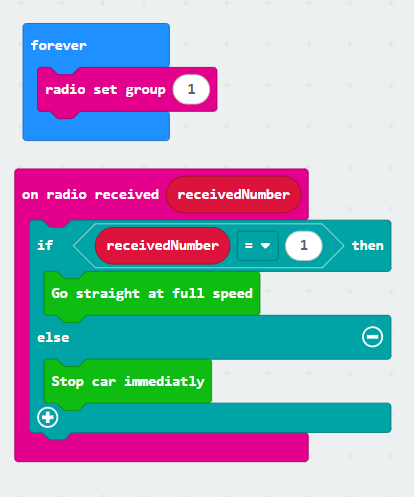 forever
radio set group 1
on radio received receivedNumber
if receivedNumber = 1 then
Go straight at full speed
else
Stop car immediatly